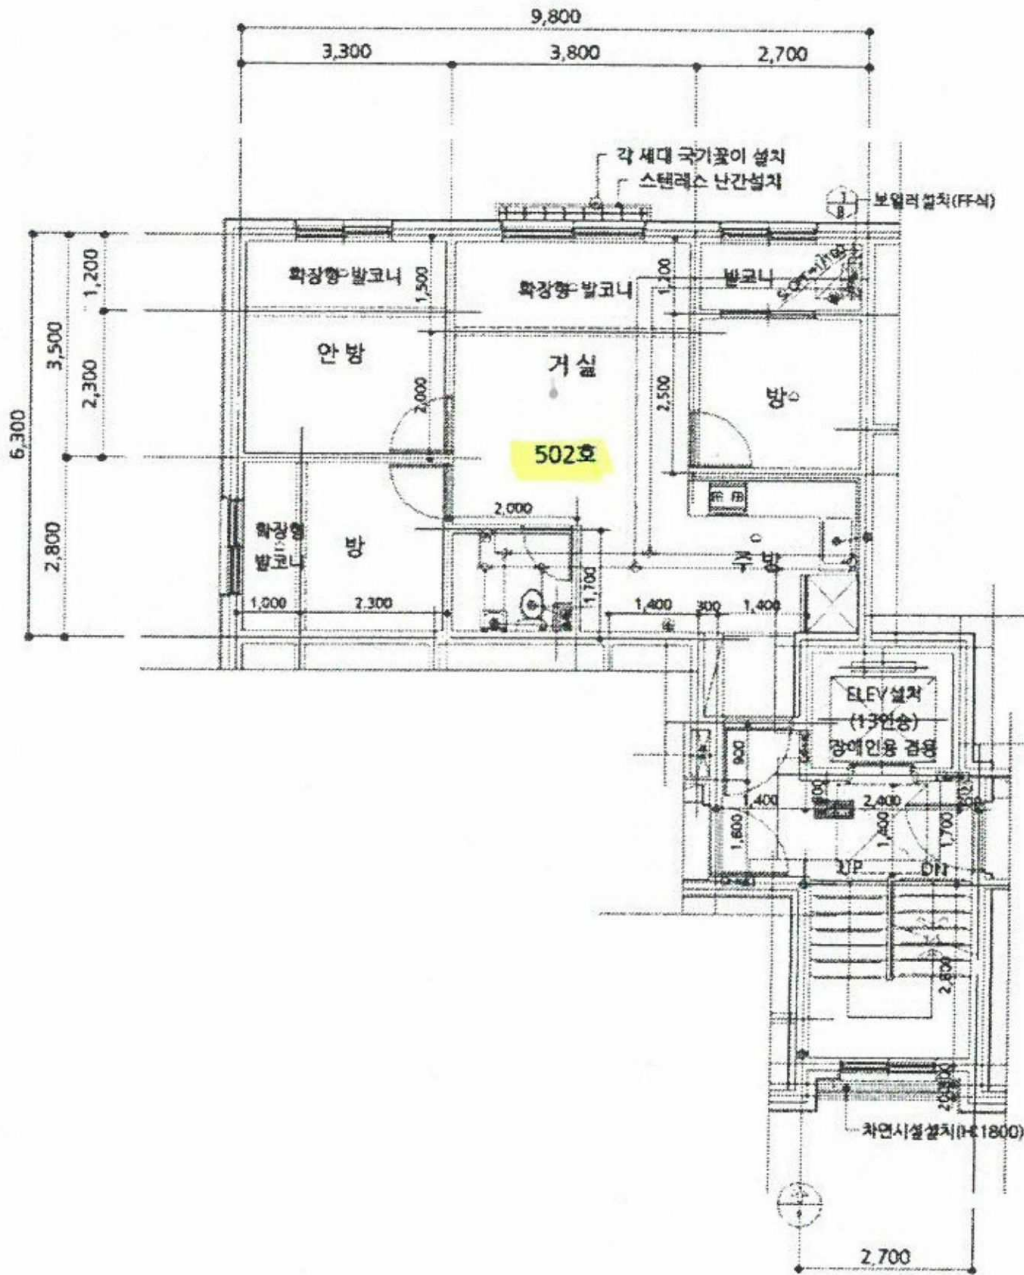 9,800
3,300
3,800
2,700
각 세대 국기꽂이 설치
스텐레스 난간설치
1
B
보일러설치(FF식)
6,300
3,500
2,800
1,200
2,300
확장형 발코니
1,500
확장형 발코니
1,200
발코니
안방
2,000
거실
2,500
방
502호
2,000
확장형
발코니
방
1,000
2,300
1,700
주방
1,400
300
1,400
ELEV설치
(13인승)
장애인용 겸용
900
1,400
2,400
1,600
1,400
1,700
UP
DN
2,800
차면시설설치(H:1800)
2,700